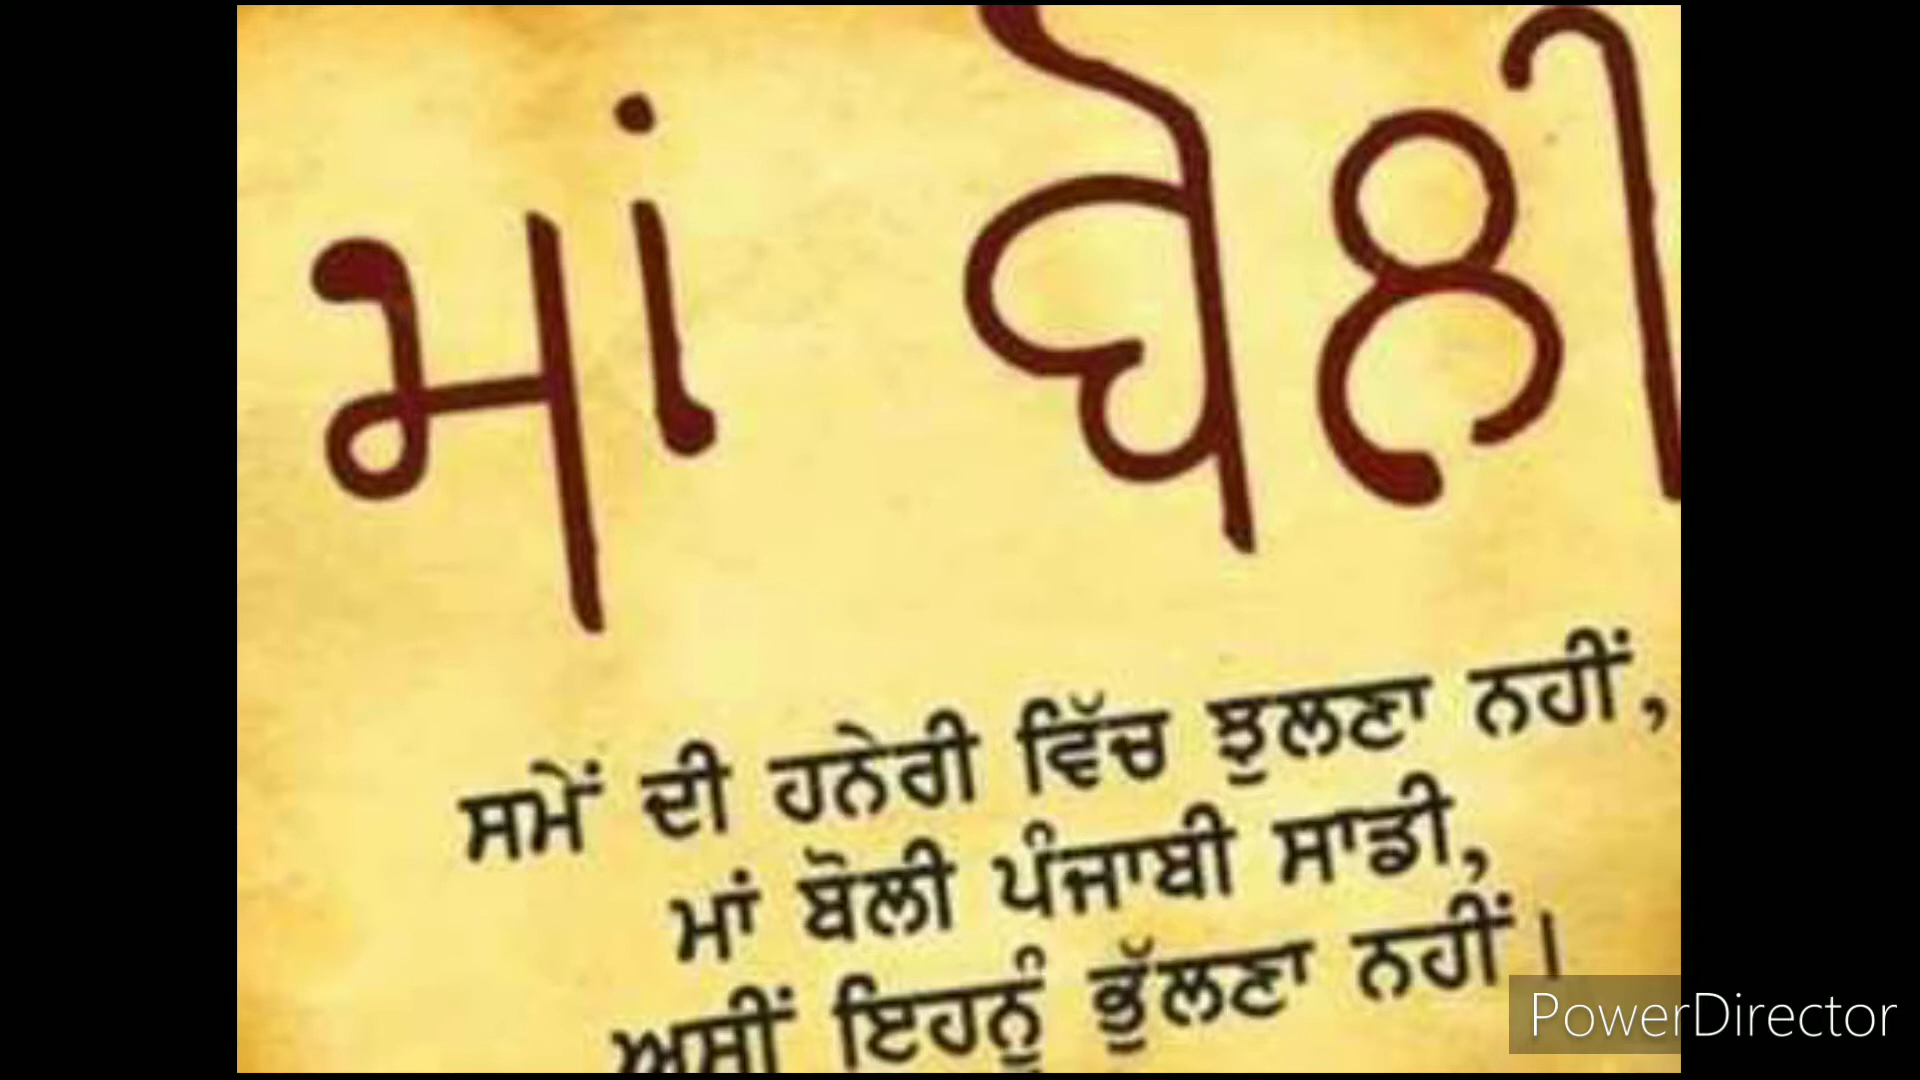 ਮਾਂ ਬੋਲੀ
ਸਮੇਂ ਦੀ ਹਨੇਰੀ ਵਿੱਚ ਝੁਲਣਾ ਨਹੀਂ,
ਮਾਂ ਬੋਲੀ ਪੰਜਾਬੀ ਸਾਡੀ,
ਅਸੀਂ ਇਹਨੂੰ ਭੁੱਲਣਾ ਨਹੀਂ।
PowerDirector